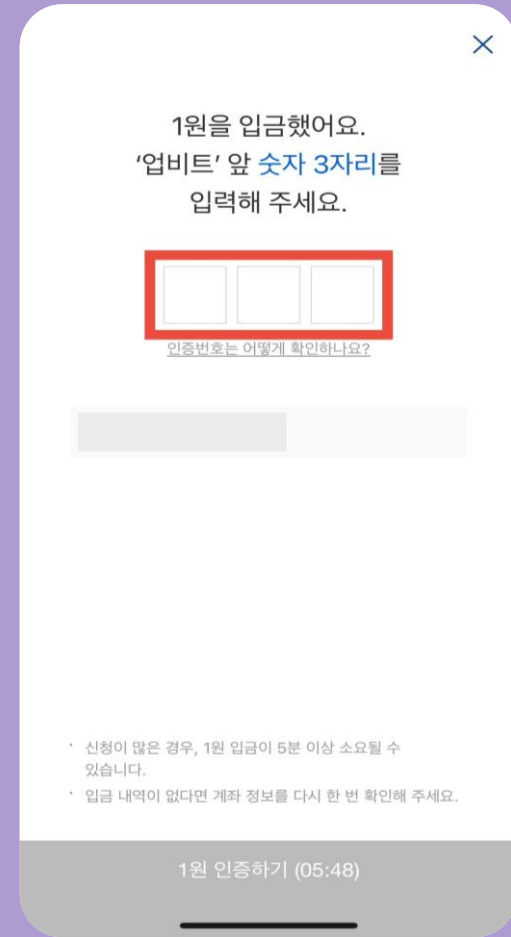 1원을 입금했어요.
‘업비트’ 앞 숫자 3자리를
입력해 주세요.
인증번호는 어떻게 확인하나요?
· 신청이 많은 경우, 1원 입금이 5분 이상 소요될 수
있습니다.
· 입금 내역이 없다면 계좌 정보를 다시 한 번 확인해 주세요.
1원 인증하기 (05:48)